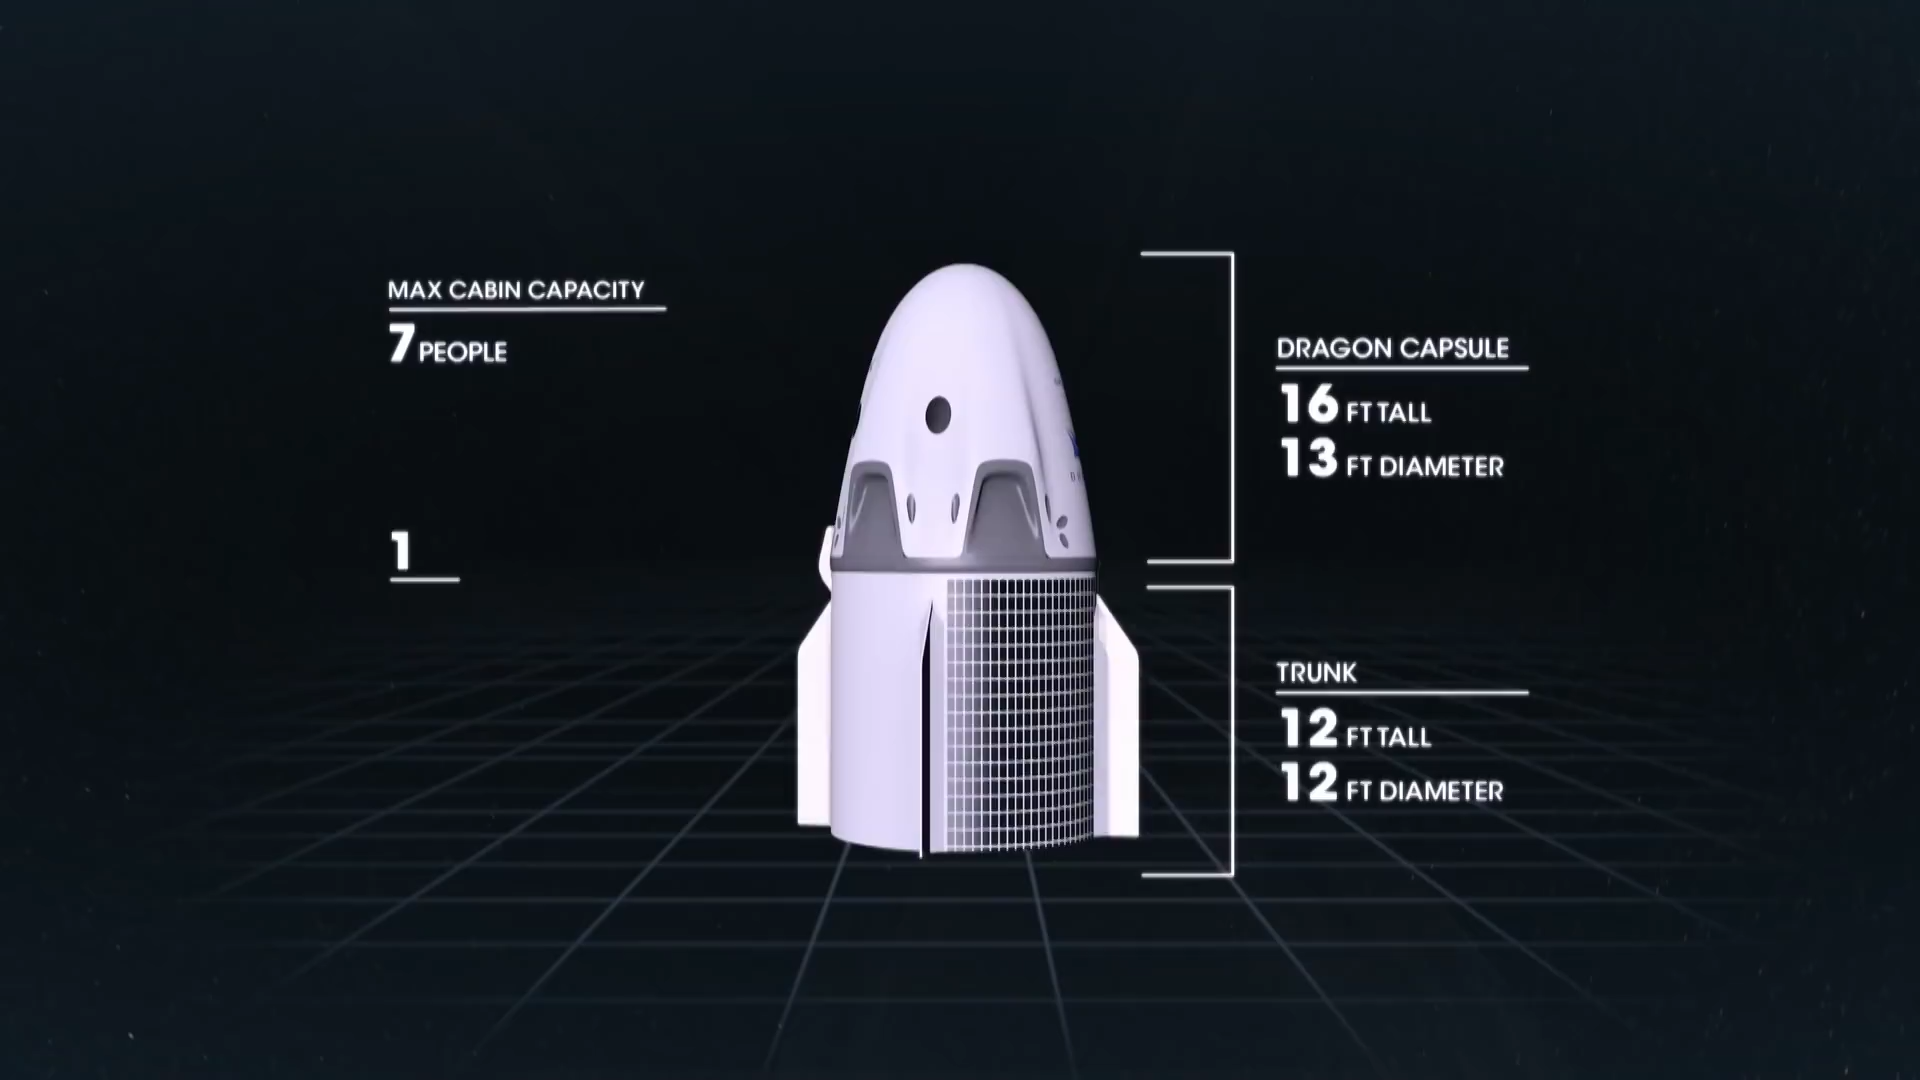 MAX CABIN CAPACITY
7 PEOPLE
1
DRAGON CAPSULE
16 FT TALL
13 FT DIAMETER
TRUNK
12 FT TALL
12 FT DIAMETER